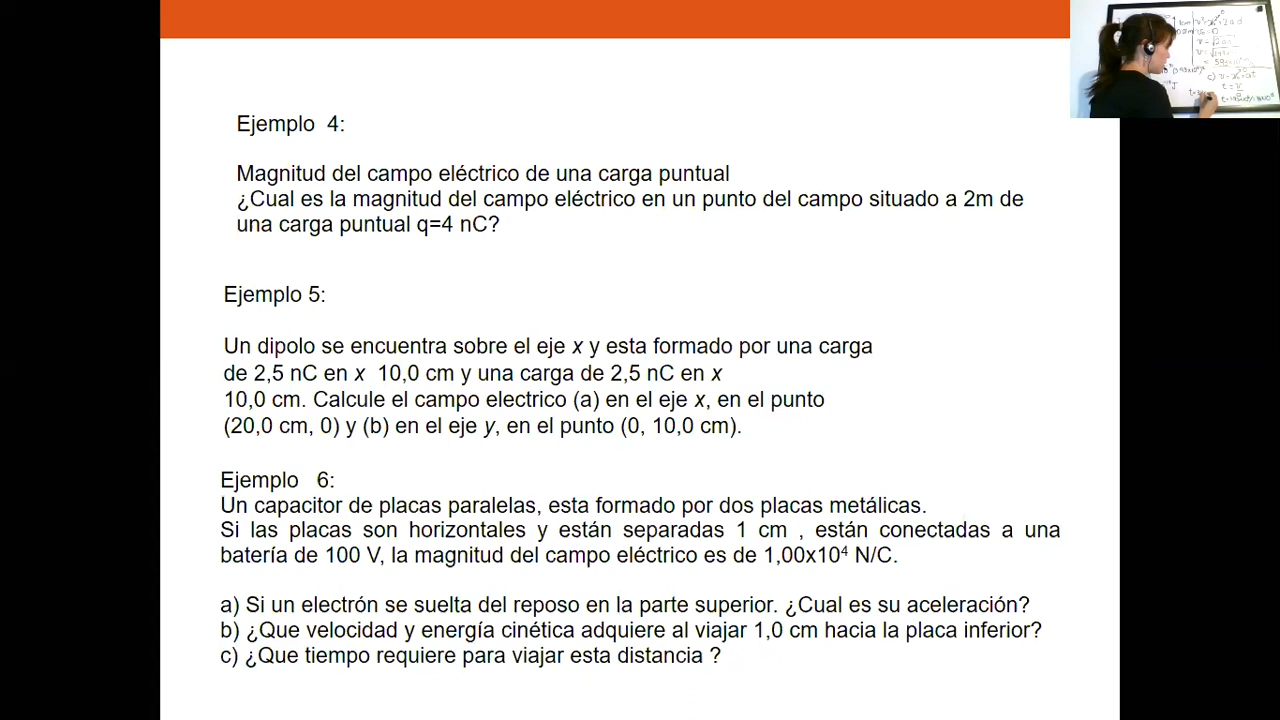 Ejemplo 4:
Magnitud del campo eléctrico de una carga puntual
¿Cual es la magnitud del campo eléctrico en un punto del campo situado a 2m de
una carga puntual q=4 nC?
Ejemplo 5:
Un dipolo se encuentra sobre el eje x y esta formado por una carga
de 2,5 nC en x 10,0 cm y una carga de 2,5 nC en x
10,0 cm. Calcule el campo electrico (a) en el eje x, en el punto
(20,0 cm, 0) y (b) en el eje y, en el punto (0, 10,0 cm).
Ejemplo 6:
Un capacitor de placas paralelas, esta formado por dos placas metálicas.
Si las placas son horizontales y están separadas 1 cm , están conectadas a una
batería de 100 V, la magnitud del campo eléctrico es de 1,00x10⁴ N/C.
a) Si un electrón se suelta del reposo en la parte superior. ¿Cual es su aceleración?
b) ¿Que velocidad y energía cinética adquiere al viajar 1,0 cm hacia la placa inferior?
c) ¿Que tiempo requiere para viajar esta distancia ?